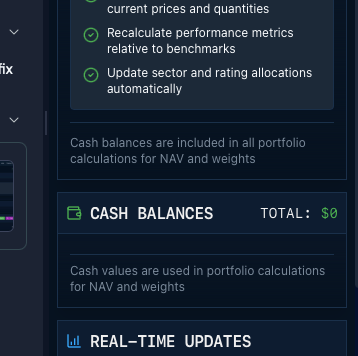 current prices and quantities
Recalculate performance metrics
relative to benchmarks
fix
Update sector and rating allocations
automatically
Cash balances are included in all portfolio
calculations for NAV and weights
CASH BALANCES TOTAL: $0
Cash values are used in portfolio calculations
for NAV and weights
REAL-TIME UPDATES